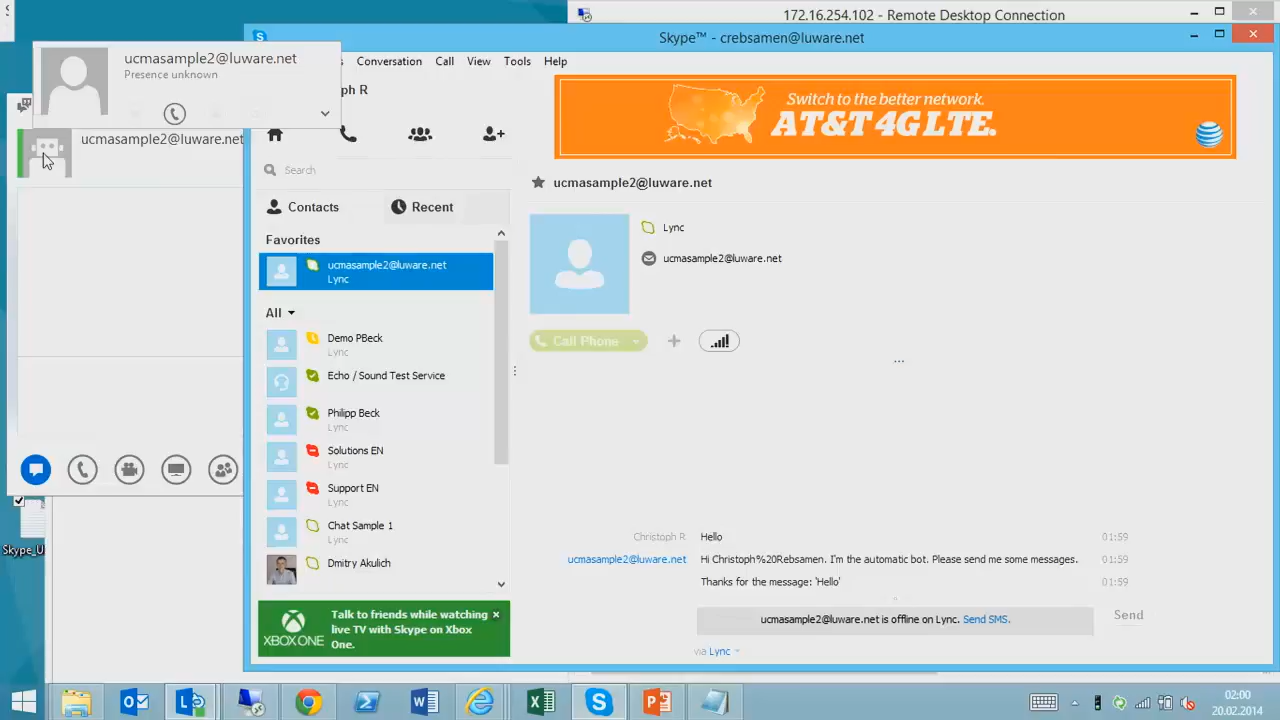 172.16.254.102 - Remote Desktop Connection
Skype™ - crebsamen@luware.net
Conversation Call View Tools Help
ucmasample2@luware.net
Presence unknown
ucmasample2@luware.net
ph R
Switch to the better network.
AT&T 4G LTE.
Search
Contacts
Recent
Favorites
ucmasample2@luware.net
Lync
All
Demo PBeck
Lync
Echo / Sound Test Service
Philipp Beck
Lync
Solutions EN
Lync
Support EN
Lync
Chat Sample 1
Lync
Dmitry Akulich
Lync
XBOX ONE
Talk to friends while watching
live TV with Skype on Xbox
One.
ucmasample2@luware.net
Lync
ucmasample2@luware.net
Call Phone
Christoph R Hello 01:59
ucmasample2@luware.net Hi Christoph%20Rebsamen. I'm the automatic bot. Please send me some messages. 01:59
Thanks for the message: 'Hello' 01:59
ucmasample2@luware.net is offline on Lync. Send SMS.
Send
via Lync
Skype_U
02:00
20.02.2014